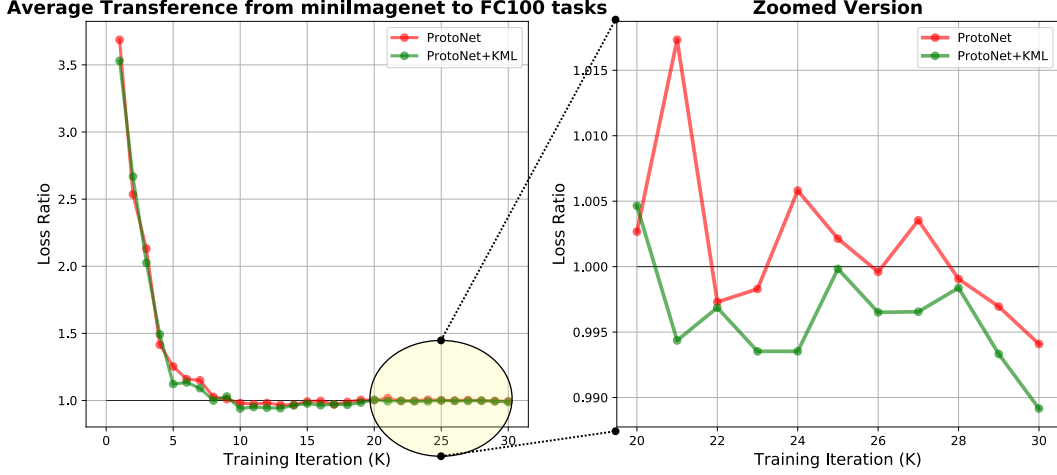 Average Transference from miniImagenet to FC100 tasks
Loss Ratio
3.5
3.0
2.5
2.0
1.5
1.0
0 5 10 15 20 25 30
Training Iteration (K)
ProtoNet
ProtoNet+KML
Zoomed Version
Loss Ratio
1.015
1.010
1.005
1.000
0.995
0.990
20 22 24 26 28 30
Training Iteration (K)
ProtoNet
ProtoNet+KML